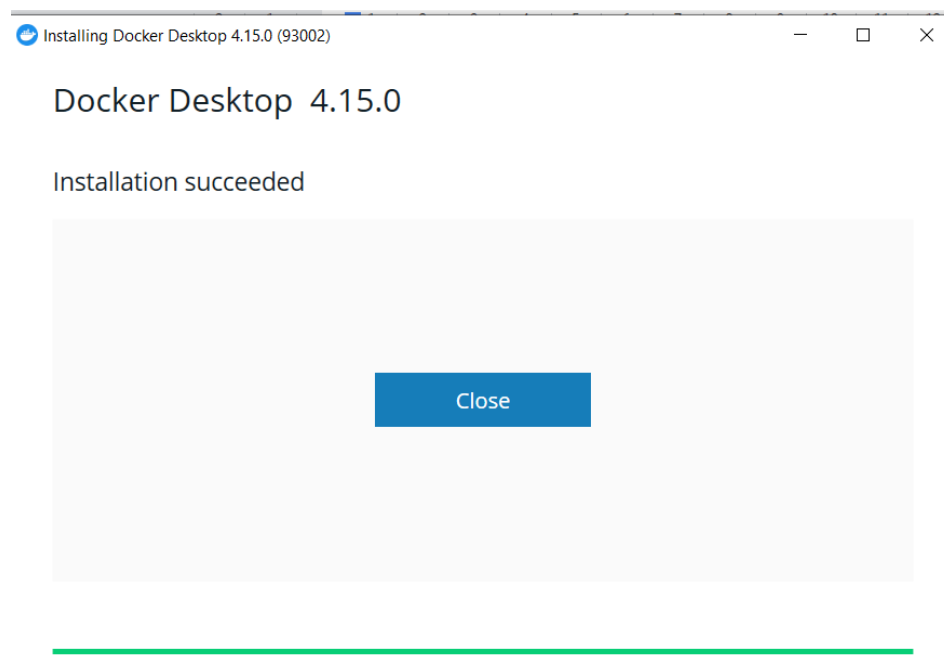 Installing Docker Desktop 4.15.0 (93002)
Docker Desktop 4.15.0
Installation succeeded
Close